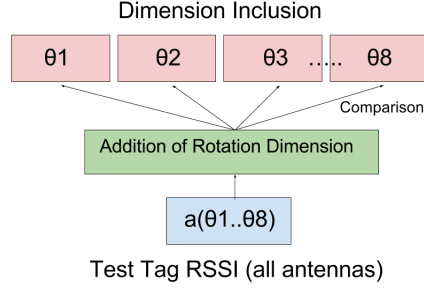 Dimension Inclusion
θ1 θ2 θ3 ..... θ8
Comparison
Addition of Rotation Dimension
a(θ1..θ8)
Test Tag RSSI (all antennas)